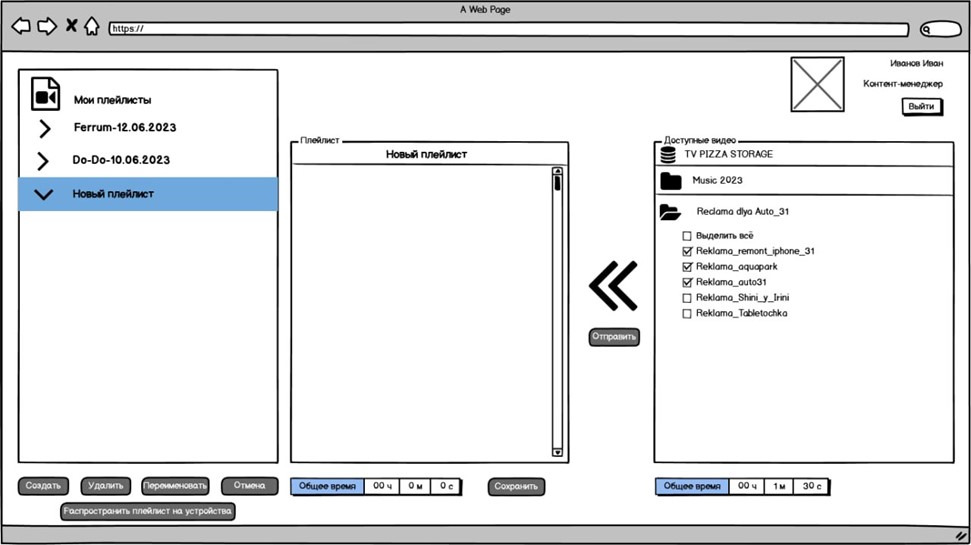 A Web Page
https://
Иванов Иван
Контент-менеджер
Выйти
Мои плейлисты
Ferrum-12.06.2023
Do-Do-10.06.2023
Новый плейлист
Плейлист
Новый плейлист
Отправить
Доступные видео
TV PIZZA STORAGE
Music 2023
Reclama dlya Auto_31
Выделить всё
Reklama_remont_iphone_31
Reklama_aquapark
Reklama_auto31
Reklama_Shini_y_Irini
Reklama_Tabletochka
Создать Удалить Переименовать Отмена
Распространить плейлист на устройства
Общее время 00 ч 0 м 0 с
Сохранить
Общее время 00 ч 1 м 30 с